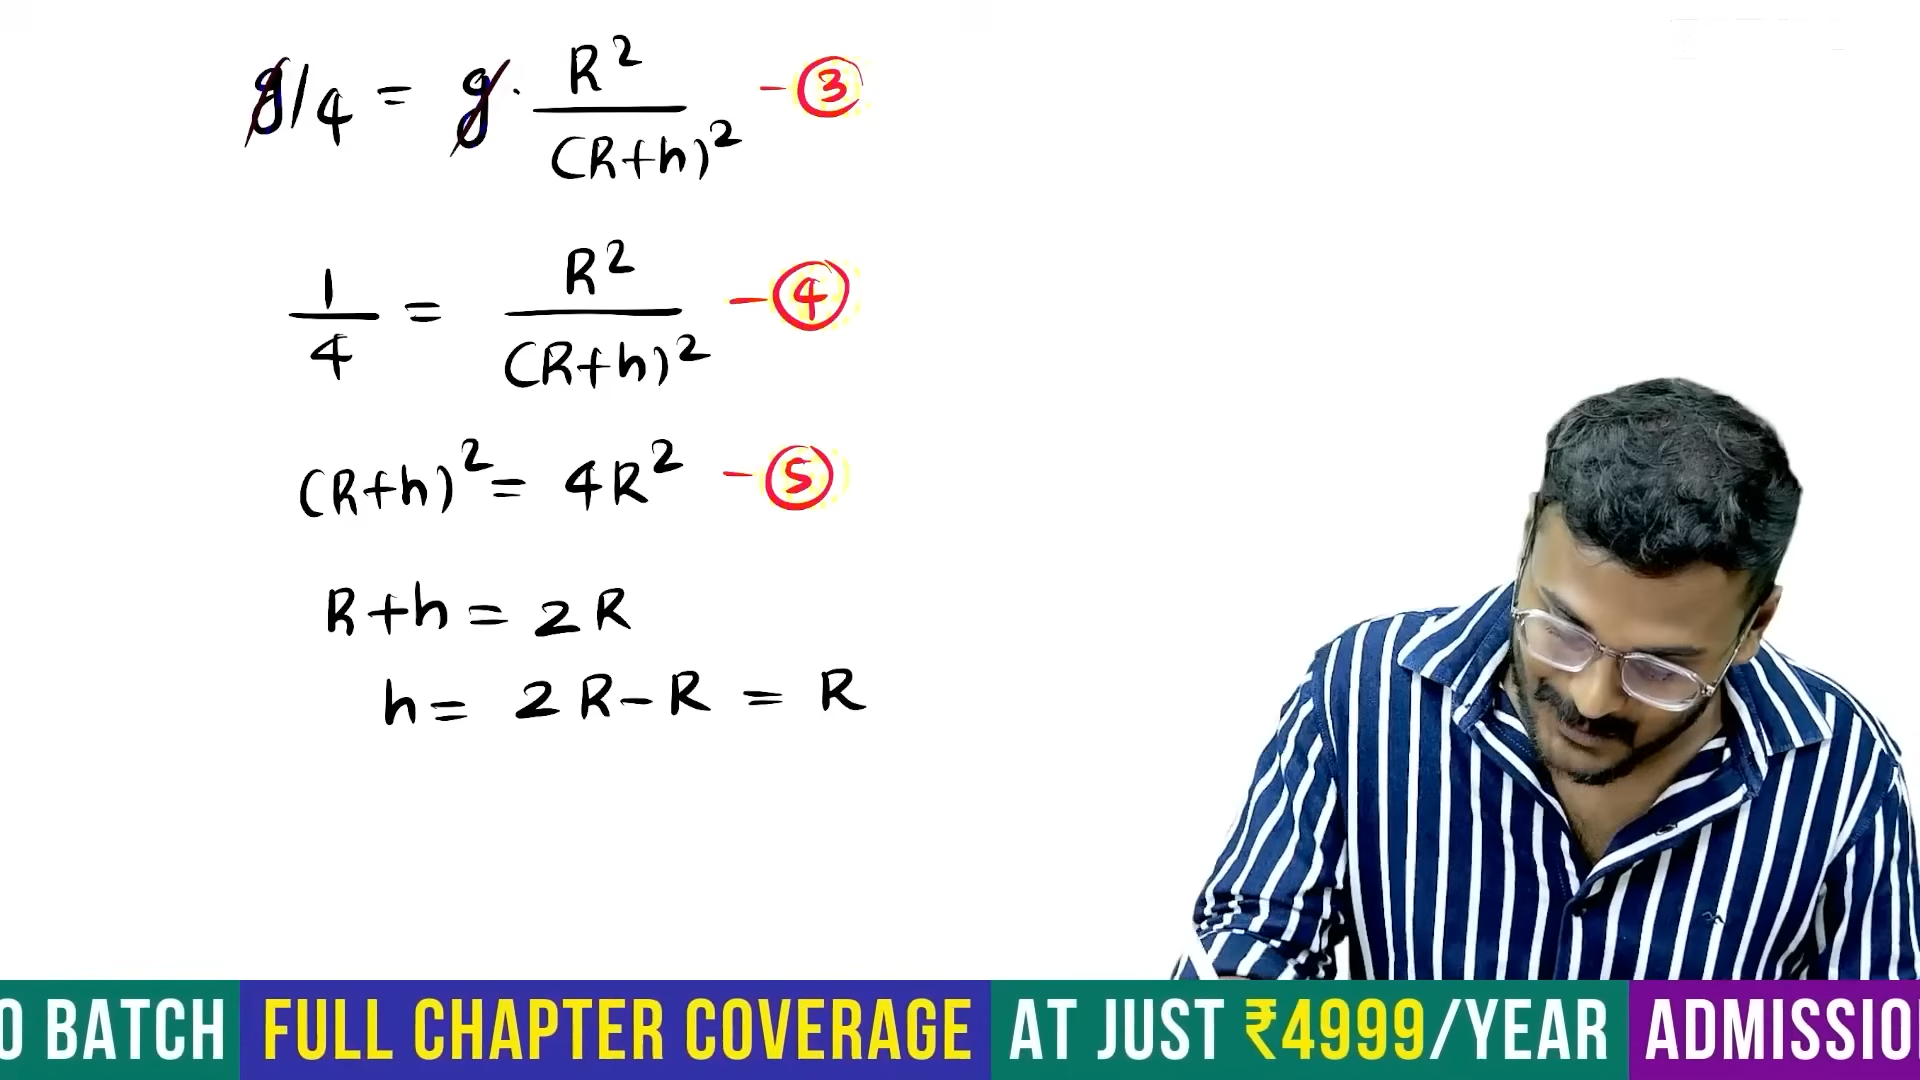 g/4 = g · R²/(R+h)² - ③
1/4 = R²/(R+h)² - ④
(R+h)² = 4R² - ⑤
R+h = 2R
h = 2R-R = R
O BATCH FULL CHAPTER COVERAGE AT JUST ₹4999/YEAR ADMISSIO